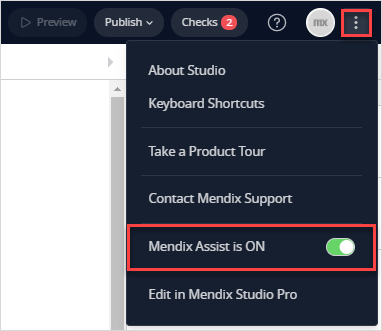 Preview Publish Checks 2 ? mx
About Studio
Keyboard Shortcuts
Take a Product Tour
Contact Mendix Support
Mendix Assist is ON
Edit in Mendix Studio Pro